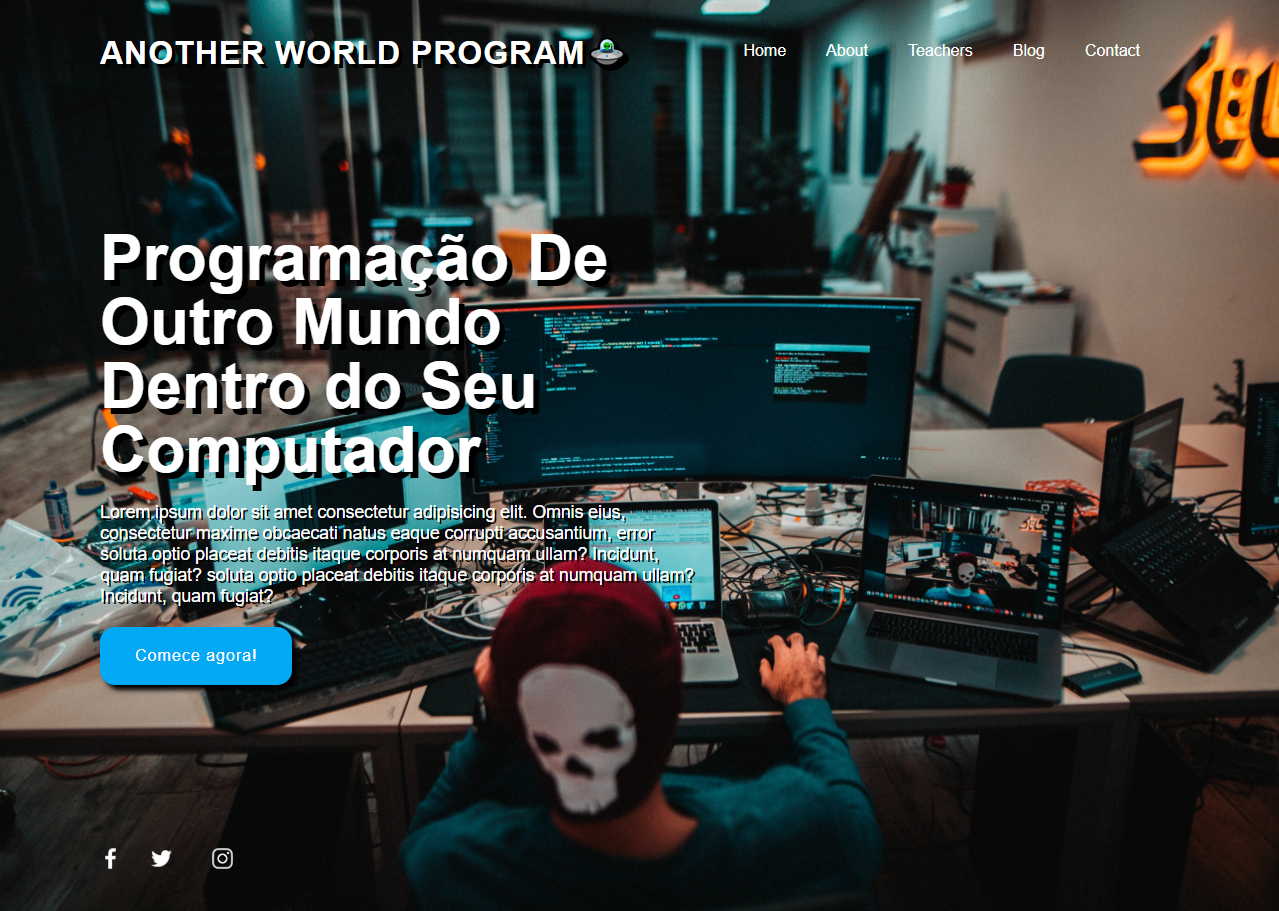 ANOTHER WORLD PROGRAM🛸
Home About Teachers Blog Contact
Programação De
Outro Mundo
Dentro do Seu
Computador
Lorem ipsum dolor sit amet consectetur adipisicing elit. Omnis eius,
consectetur maxime obcaecati natus eaque corrupti accusantium, error
soluta optio placeat debitis itaque corporis at numquam ullam? Incidunt,
quam fugiat? soluta optio placeat debitis itaque corporis at numquam ullam?
Incidunt, quam fugiat?
Comece agora!